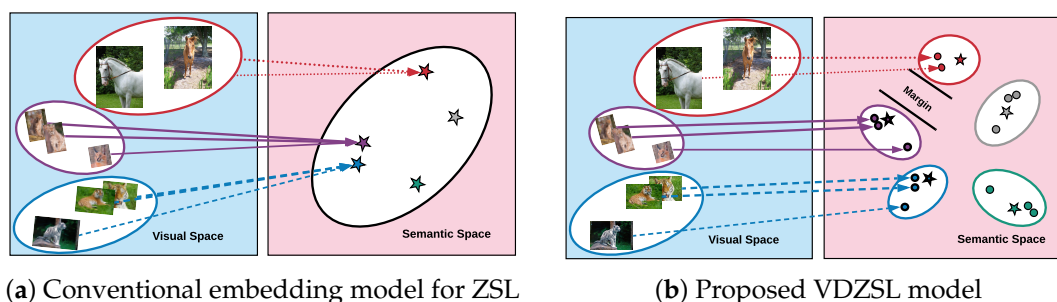 Visual Space
Semantic Space
(a) Conventional embedding model for ZSL
Margin
Visual Space
Semantic Space
(b) Proposed VDZSL model